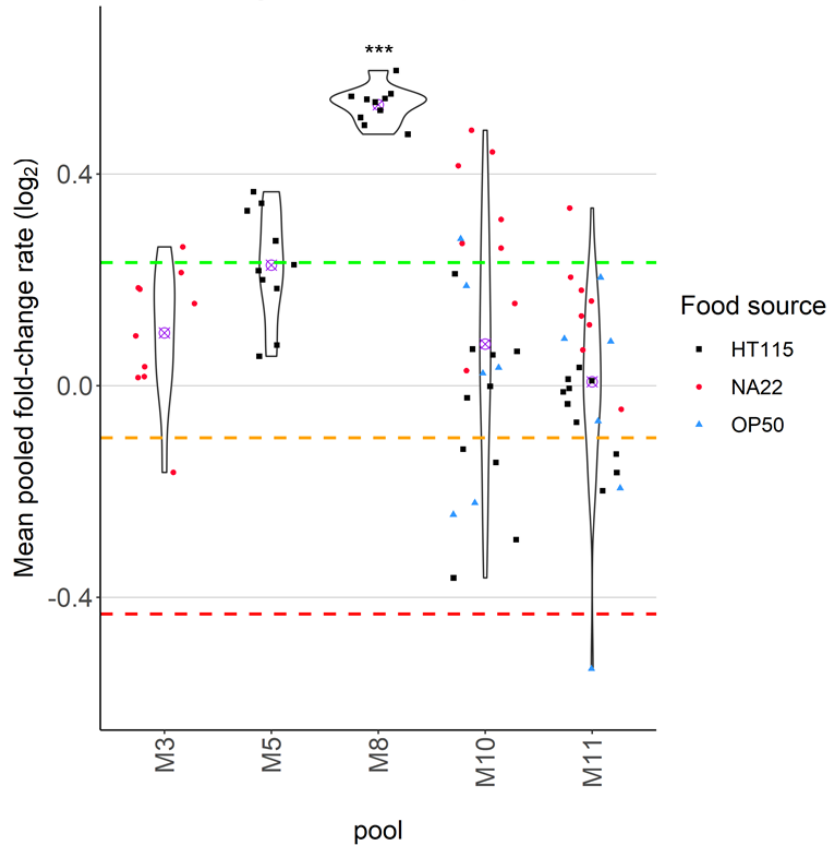 Mean pooled fold-change rate (log₂)
0.4
0.0
-0.4
***
M3
M5
M8
M10
M11
pool
Food source
HT115
NA22
OP50